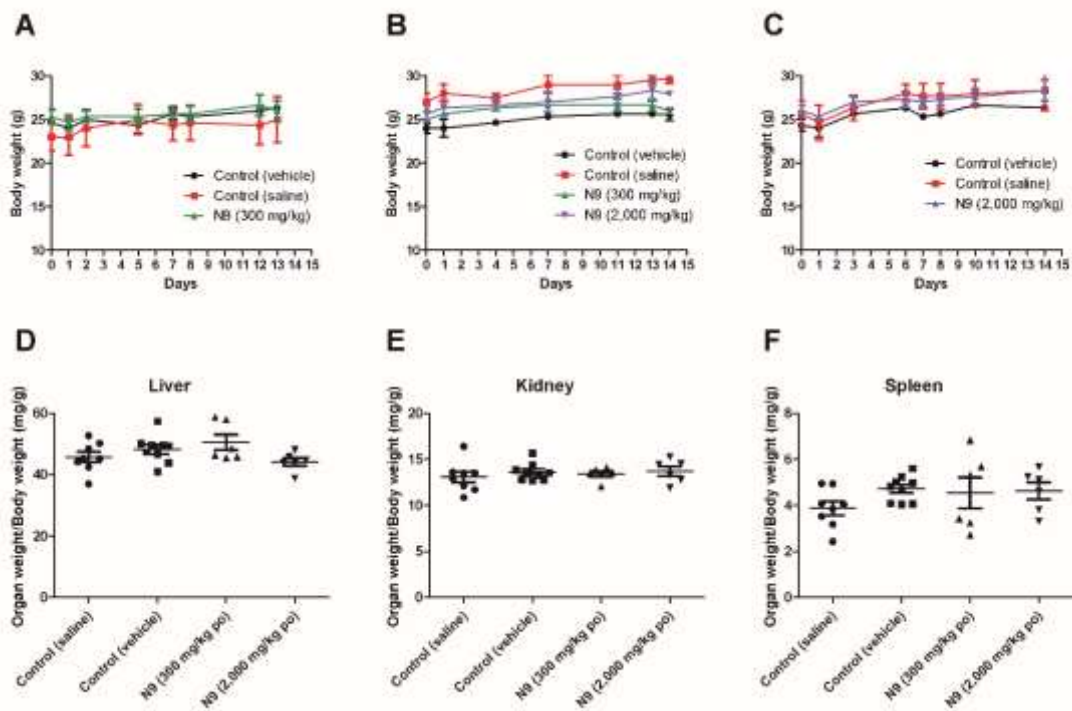 A
Body weight (g)
30
25
20
15
10
Control (vehicle)
Control (saline)
N9 (300 mg/kg)
0 1 2 3 4 5 6 7 8 9 10 11 12 13 14 15
Days
B
Body weight (g)
30
25
20
15
10
Control (vehicle)
Control (saline)
N9 (300 mg/kg)
N9 (2,000 mg/kg)
0 1 2 3 4 5 6 7 8 9 10 11 12 13 14 15
Days
C
Body weight (g)
30
25
20
15
10
Control (vehicle)
Control (saline)
N9 (2,000 mg/kg)
0 1 2 3 4 5 6 7 8 9 10 11 12 13 14 15
Days
D
Liver
Organ weight/Body weight (mg/g)
60
40
20
0
Control (saline)
Control (vehicle)
N9 (300 mg/kg po)
N9 (2,000 mg/kg po)
E
Kidney
Organ weight/Body weight (mg/g)
20
15
10
5
0
Control (saline)
Control (vehicle)
N9 (300 mg/kg po)
N9 (2,000 mg/kg po)
F
Spleen
Organ weight/Body weight (mg/g)
8
6
4
2
0
Control (saline)
Control (vehicle)
N9 (300 mg/kg po)
N9 (2,000 mg/kg po)